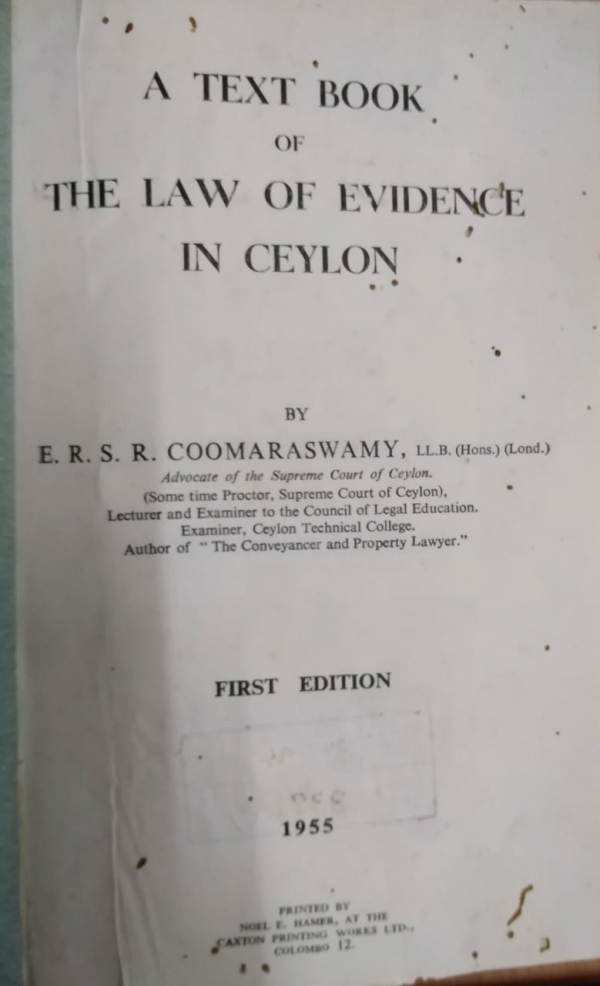 A TEXT BOOK
OF
THE LAW OF EVIDENCE
IN CEYLON
BY
E. R. S. R. COOMARASWAMY, LL.B. (Hons.) (Lond.)
Advocate of the Supreme Court of Ceylon.
(Some time Proctor, Supreme Court of Ceylon),
Lecturer and Examiner to the Council of Legal Education.
Examiner, Ceylon Technical College.
Author of “ The Conveyancer and Property Lawyer.”
FIRST EDITION
1955
PRINTED BY
NOEL E. HAMER, AT THE
CAXTON PRINTING WORKS LTD.,
COLOMBO 12.